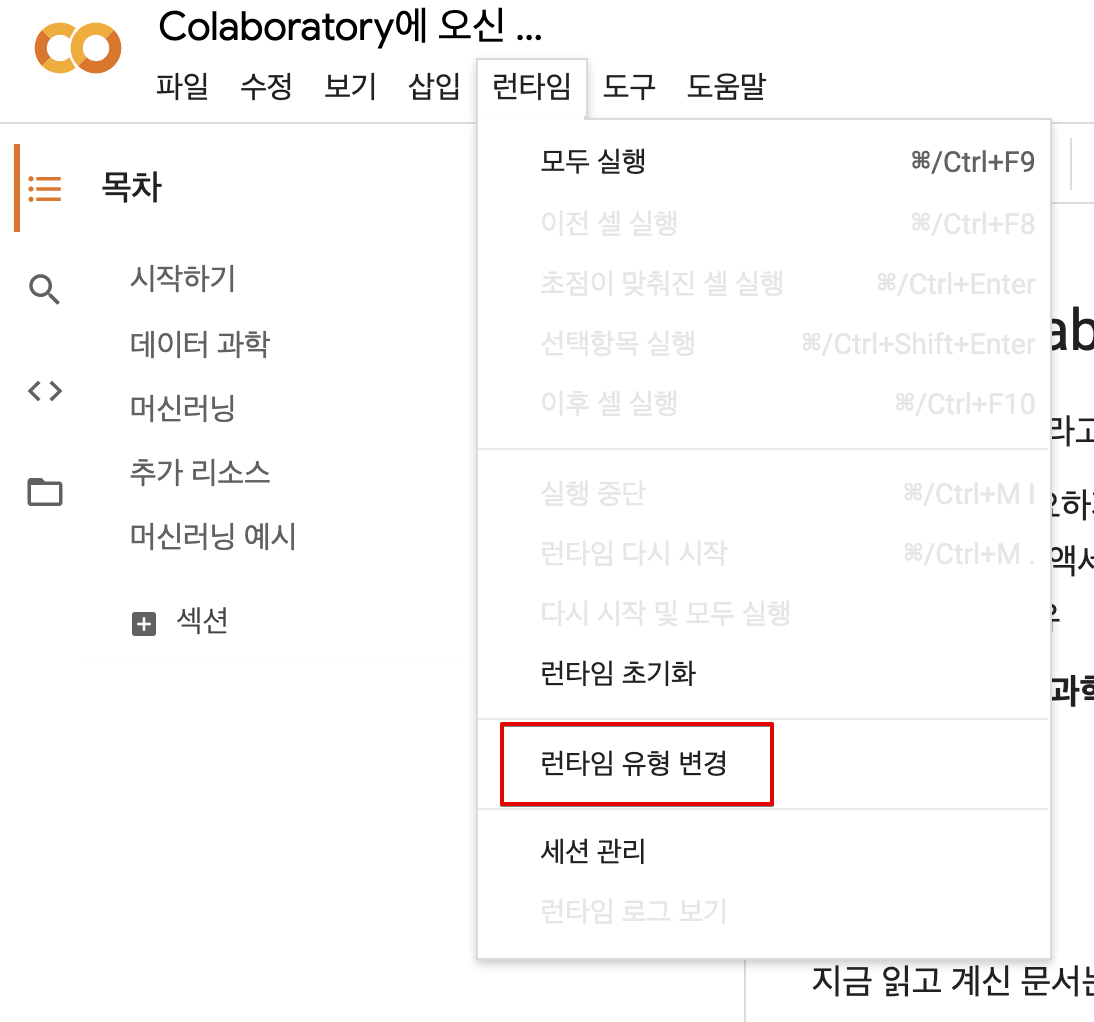 Colaboratory에 오신 ...
파일 수정 보기 삽입 런타임 도구 도움말
목차
시작하기
데이터 과학
머신러닝
추가 리소스
머신러닝 예시
섹션
모두 실행 ⌘/Ctrl+F9
이전 셀 실행 ⌘/Ctrl+F8
초점이 맞춰진 셀 실행 ⌘/Ctrl+Enter
선택항목 실행 ⌘/Ctrl+Shift+Enter
이후 셀 실행 ⌘/Ctrl+F10
실행 중단 ⌘/Ctrl+M I
런타임 다시 시작 ⌘/Ctrl+M .
다시 시작 및 모두 실행
런타임 초기화
런타임 유형 변경
세션 관리
런타임 로그 보기
ab
라고
액세
과학
지금 읽고 계신 문서는